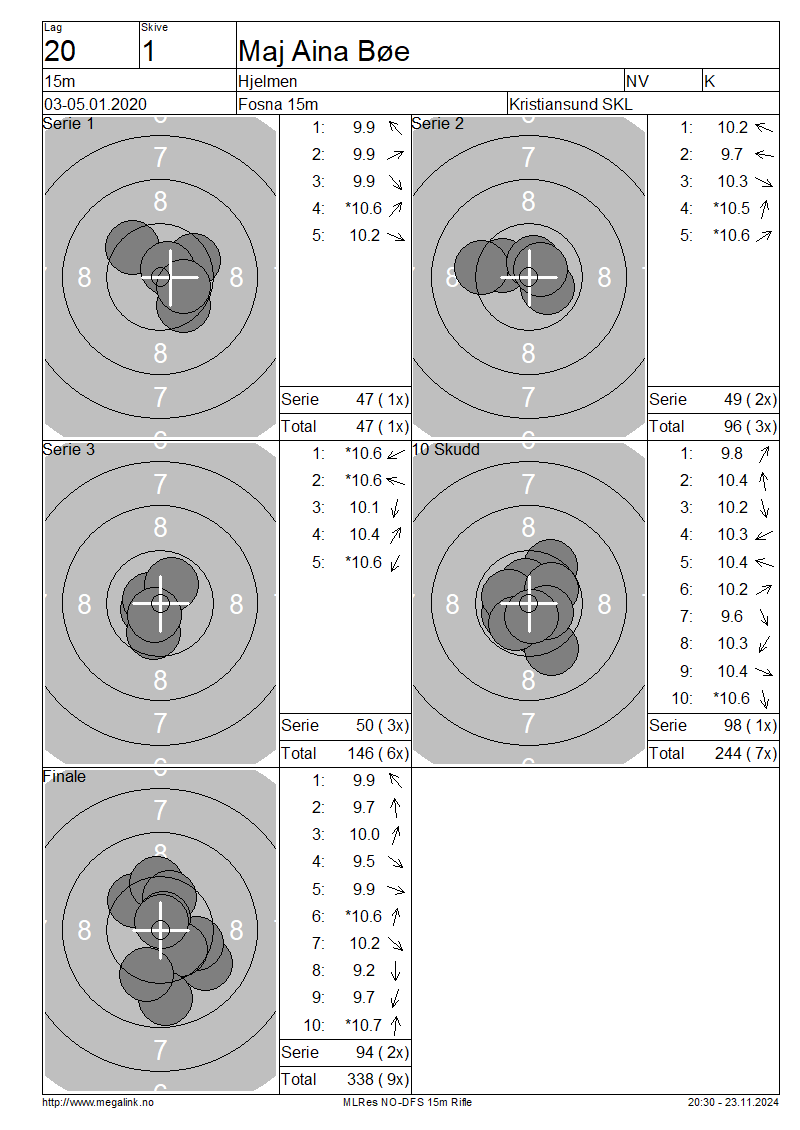 Lag
Skive
20
1
Maj Aina Bøe
15m
Hjelmen
NV
K
03-05.01.2020
Fosna 15m
Kristiansund SKL
Serie 1
7
8
8
8
8
7
1: 9.9
2: 9.9
3: 9.9
4: *10.6
5: 10.2
Serie 47 ( 1x)
Total 47 ( 1x)
Serie 2
7
8
8
8
8
7
1: 10.2
2: 9.7
3: 10.3
4: *10.5
5: *10.6
Serie 49 ( 2x)
Total 96 ( 3x)
Serie 3
7
8
8
8
8
7
1: *10.6
2: *10.6
3: 10.1
4: 10.4
5: *10.6
Serie 50 ( 3x)
Total 146 ( 6x)
10 Skudd
7
8
8
8
8
7
1: 9.8
2: 10.4
3: 10.2
4: 10.3
5: 10.4
6: 10.2
7: 9.6
8: 10.3
9: 10.4
10: *10.6
Serie 98 ( 1x)
Total 244 ( 7x)
Finale
7
8
8
8
7
1: 9.9
2: 9.7
3: 10.0
4: 9.5
5: 9.9
6: *10.6
7: 10.2
8: 9.2
9: 9.7
10: *10.7
Serie 94 ( 2x)
Total 338 ( 9x)
http://www.megalink.no
MLRes NO-DFS 15m Rifle
20:30 - 23.11.2024